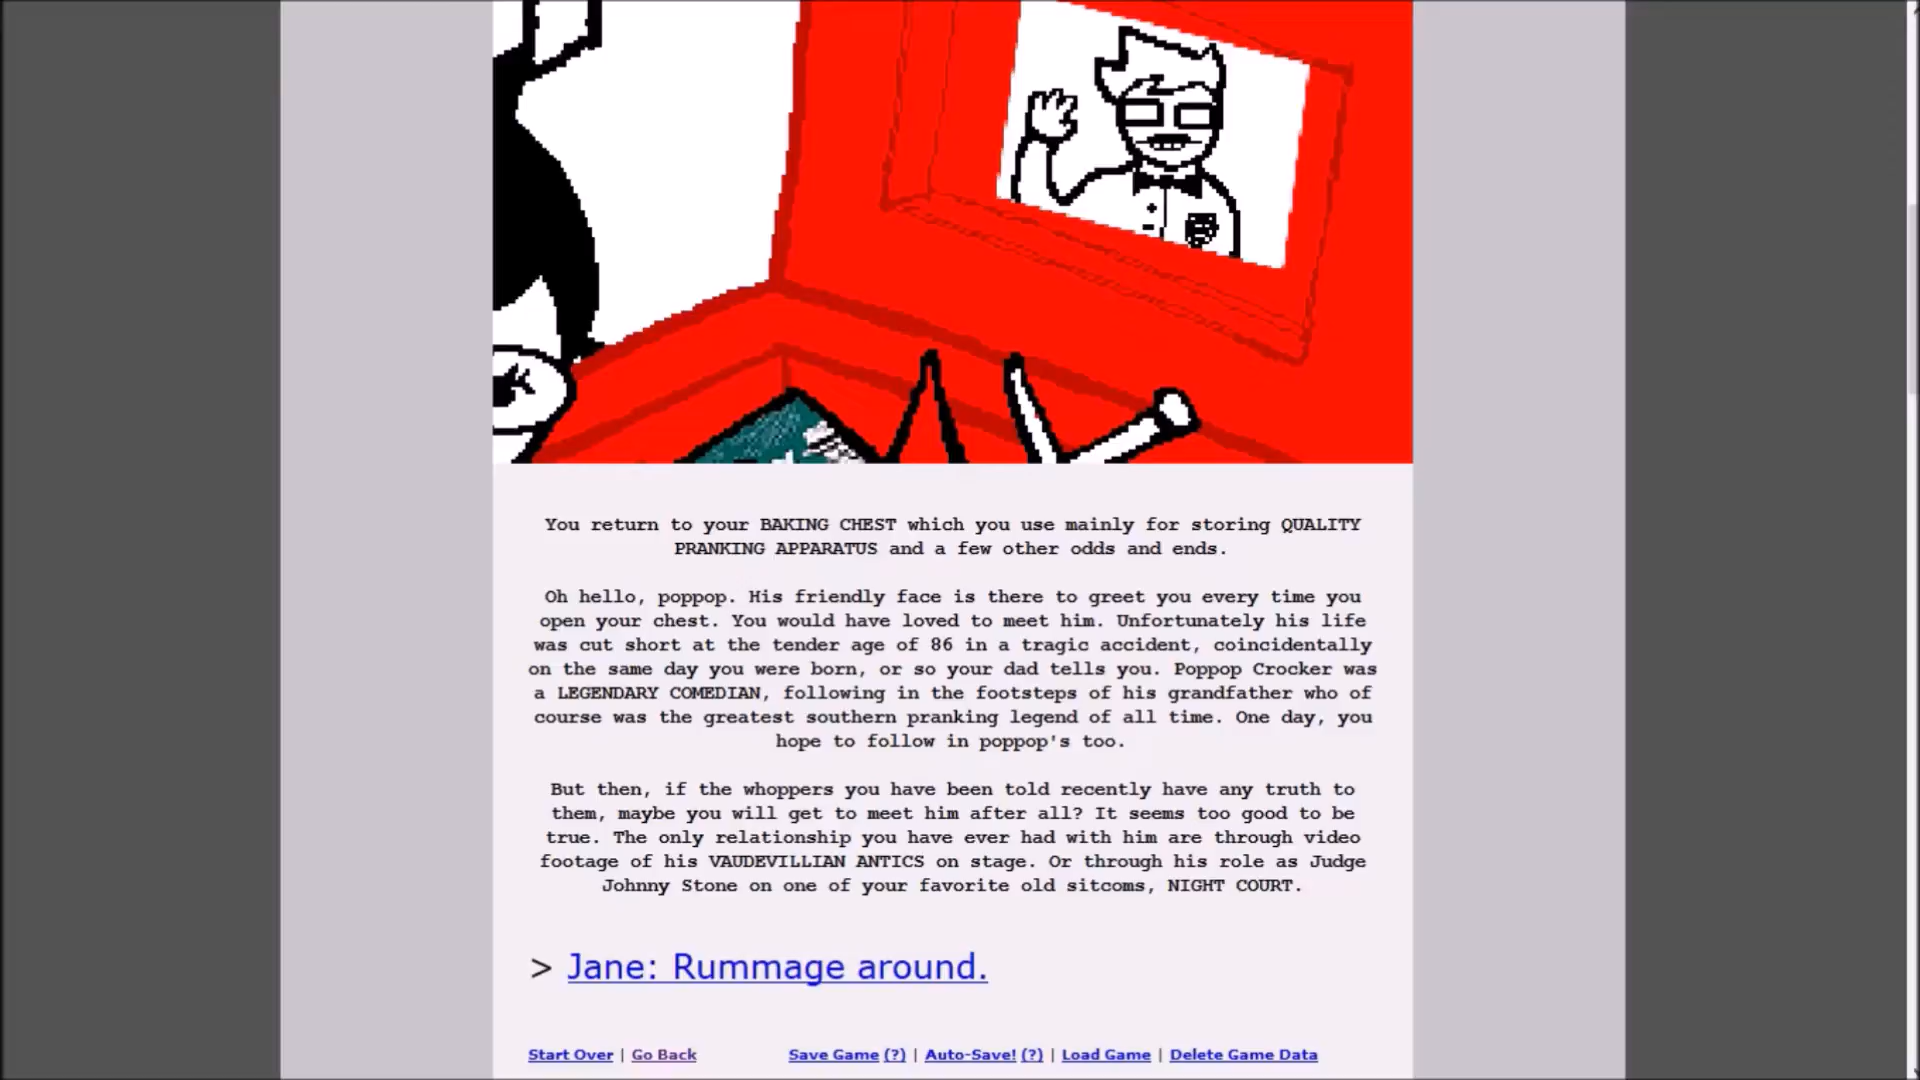 You return to your BAKING CHEST which you use mainly for storing QUALITY
PRANKING APPARATUS and a few other odds and ends.
Oh hello, poppop. His friendly face is there to greet you every time you
open your chest. You would have loved to meet him. Unfortunately his life
was cut short at the tender age of 86 in a tragic accident, coincidentally
on the same day you were born, or so your dad tells you. Poppop Crocker was
a LEGENDARY COMEDIAN, following in the footsteps of his grandfather who of
course was the greatest southern pranking legend of all time. One day, you
hope to follow in poppop's too.
But then, if the whoppers you have been told recently have any truth to
them, maybe you will get to meet him after all? It seems too good to be
true. The only relationship you have ever had with him are through video
footage of his VAUDEVILLIAN ANTICS on stage. Or through his role as Judge
Johnny Stone on one of your favorite old sitcoms, NIGHT COURT.
> Jane: Rummage around.
Start Over | Go Back Save Game (?) | Auto-Save! (?) | Load Game | Delete Game Data